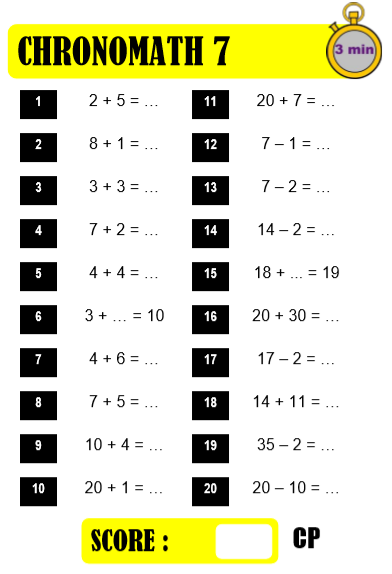 CHRONOMATH 7
3 min
1 2 + 5 = …
2 8 + 1 = …
3 3 + 3 = …
4 7 + 2 = …
5 4 + 4 = …
6 3 + … = 10
7 4 + 6 = …
8 7 + 5 = …
9 10 + 4 = …
10 20 + 1 = …
11 20 + 7 = …
12 7 – 1 = …
13 7 – 2 = …
14 14 – 2 = …
15 18 + ... = 19
16 20 + 30 = …
17 17 – 2 = …
18 14 + 11 = …
19 35 – 2 = …
20 20 – 10 = …
SCORE :
CP